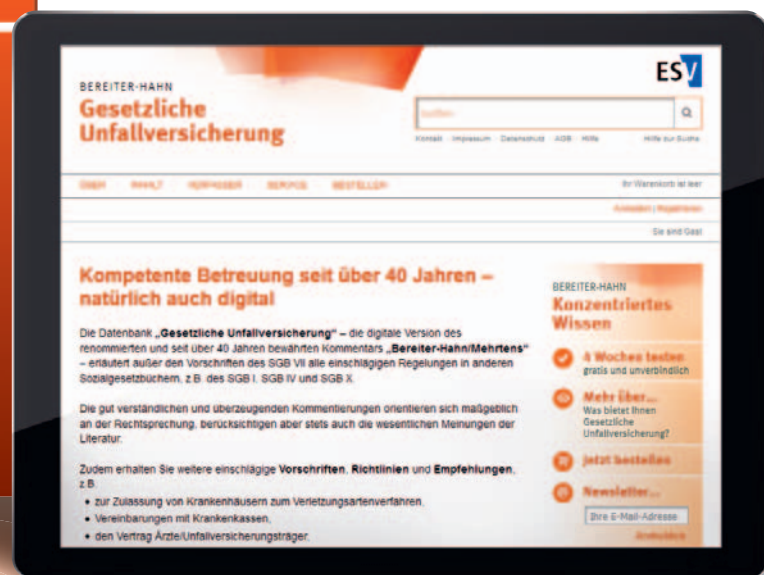 ESV
BEREITER-HAHN
Gesetzliche
Unfallversicherung
suchen
Kontakt Impressum Datenschutz AGB Hilfe Hilfe zur Suche
ÜBER INHALT VERFASSER SERVICE BESTELLEN Ihr Warenkorb ist leer
Anmelden | Registrieren
Sie sind Gast
Kompetente Betreuung seit über 40 Jahren –
natürlich auch digital
Die Datenbank „Gesetzliche Unfallversicherung" – die digitale Version des
renommierten und seit über 40 Jahren bewährten Kommentars „Bereiter-Hahn/Mehrtens"
– erläutert außer den Vorschriften des SGB VII alle einschlägigen Regelungen in anderen
Sozialgesetzbüchern, z.B. des SGB I, SGB IV und SGB X.
Die gut verständlichen und überzeugenden Kommentierungen orientieren sich maßgeblich
an der Rechtsprechung, berücksichtigen aber stets auch die wesentlichen Meinungen der
Literatur.
Zudem erhalten Sie weitere einschlägige Vorschriften, Richtlinien und Empfehlungen,
z.B.
• zur Zulassung von Krankenhäusern zum Verletzungsartenverfahren,
• Vereinbarungen mit Krankenkassen,
• den Vertrag Ärzte/Unfallversicherungsträger,
BEREITER-HAHN
Konzentriertes
Wissen
4 Wochen testen
gratis und unverbindlich
Mehr über...
Was bietet Ihnen
Gesetzliche
Unfallversicherung?
Jetzt bestellen
Newsletter...
Ihre E-Mail-Adresse
Anmelden